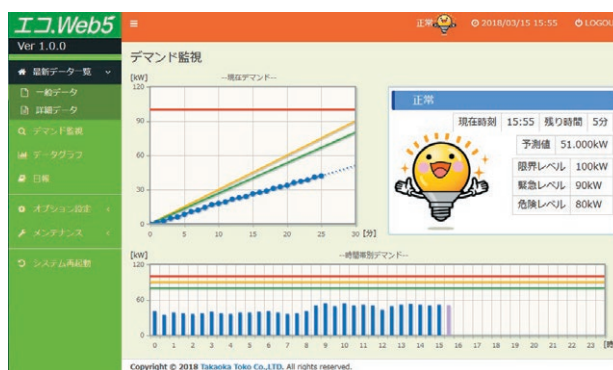 エコ.Web5
Ver 1.0.0
最新データ一覧
一般データ
詳細データ
デマンド監視
データグラフ
日報
オプション設定
メンテナンス
システム再起動
正常
2018/03/15 15:55
LOGOU
デマンド監視
[kW]
---現在デマンド---
120
90
60
30
0
0 5 10 15 20 25 30 [分]
正常
現在時刻 15:55 残り時間 5分
予測値 51.000kW
限界レベル 100kW
緊急レベル 90kW
危険レベル 80kW
[kW]
---時間帯別デマンド---
120
60
0
0 1 2 3 4 5 6 7 8 9 10 11 12 13 14 15 16 17 18 19 20 21 22 23 [時
Copyright © 2018 Takaoka Toko Co.,LTD. All rights reserved.